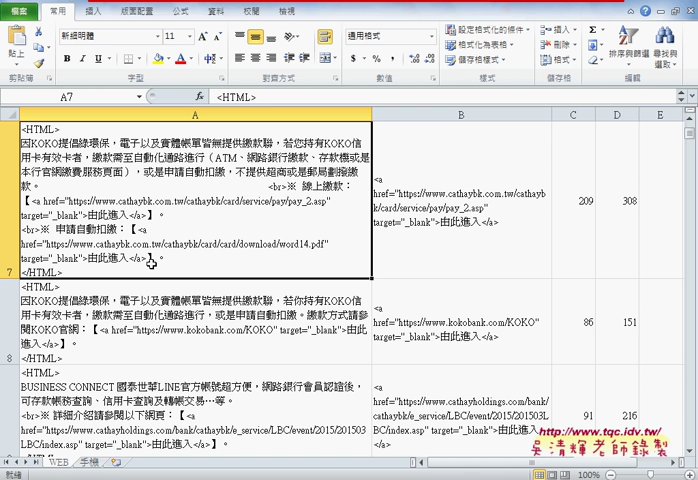 檔案 常用 插入 版面配置 公式 資料 校閱 檢視
貼上 新細明體 11 A A 通用格式 設定格式化的條件 插入 Σ
B I U 格式化為表格 刪除 排序與篩選 尋找與選取
$ % , 儲存格樣式 格式
剪貼簿 字型 對齊方式 數值 樣式 儲存格 編輯
A7 fx <HTML>
A B C D E
<HTML>
因KOKO提倡綠環保，電子以及實體帳單皆無提供繳款聯，若您持有KOKO信
用卡有效卡者，繳款需至自動化通路進行（ATM、網路銀行繳款、存款機或是
本行官網繳費服務頁面），或是申請自動扣繳，不提供超商或是郵局劃撥繳
款。 <br>※ 線上繳款：
【<a href="https://www.cathaybk.com.tw/cathaybk/card/service/pay/pay_2.asp"
target="_blank">由此進入</a>】。
<br>※ 申請自動扣繳：【<a
href="https://www.cathaybk.com.tw/cathaybk/card/card/download/word14.pdf"
target="_blank">由此進入</a>】。
</HTML>
7
<a
href="https://www.cathaybk.com.tw/cathayb
k/card/service/pay/pay_2.asp"
target="_blank">由此進入</a>
209 308
<HTML>
因KOKO提倡綠環保，電子以及實體帳單皆無提供繳款聯，若你持有KOKO信
用卡有效卡者，繳款需至自動化通路進行，或是申請自動扣繳。繳款方式請參
閱KOKO官網：【<a href="https://www.kokobank.com/KOKO" target="_blank">由此
進入</a>】。
</HTML>
8
<a href="https://www.kokobank.com/KOKO"
target="_blank">由此進入</a>
86 151
<HTML>
BUSINESS CONNECT 國泰世華LINE官方帳號超方便，網路銀行會員認證後，
可存款帳務查詢、信用卡查詢及轉帳交易…等。
<br>※ 詳細介紹請參閱以下網頁：【<a
href="https://www.cathayholdings.com/bank/cathaybk/e_service/LBC/event/2015/201503
LBC/index.asp" target="_blank">由此進入</a>】。
<a
href="https://www.cathayholdings.com/bank/
cathaybk/e_service/LBC/event/2015/201503L
BC/index.asp" target="_blank">由此進入
</a>
91 216
http://www.tqc.idv.tw/
吳清輝老師錄製
WEB 手機
就緒 100%